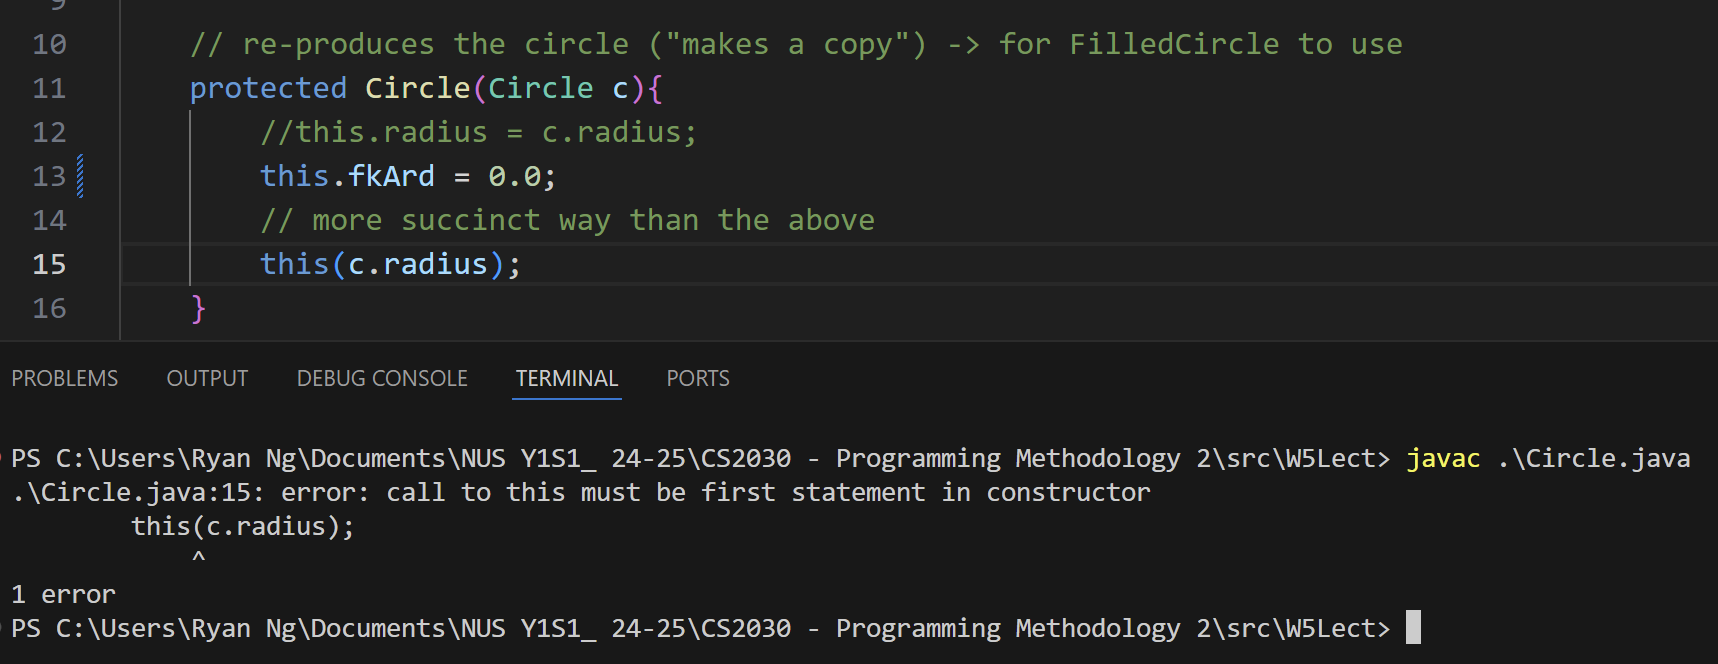 9
10 // re-produces the circle ("makes a copy") -> for FilledCircle to use
11 protected Circle(Circle c){
12 //this.radius = c.radius;
13 this.fkArd = 0.0;
14 // more succinct way than the above
15 this(c.radius);
16 }
PROBLEMS OUTPUT DEBUG CONSOLE TERMINAL PORTS
PS C:\Users\Ryan Ng\Documents\NUS Y1S1_ 24-25\CS2030 - Programming Methodology 2\src\W5Lect> javac .\Circle.java
.\Circle.java:15: error: call to this must be first statement in constructor
this(c.radius);
^
1 error
PS C:\Users\Ryan Ng\Documents\NUS Y1S1_ 24-25\CS2030 - Programming Methodology 2\src\W5Lect>